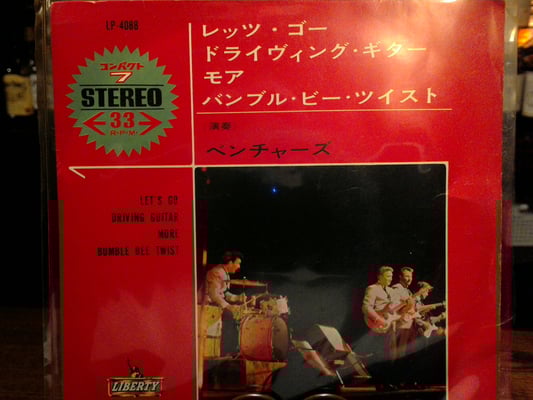 LP-4088
コンパクト
7
STEREO
33
R・P・M
レッツ・ゴー
ドライヴィング・ギター
モア
バンブル・ビー・ツイスト
(演奏)
ベンチャーズ
LET'S GO
DRIVING GUITAR
MORE
BUMBLE BEE TWIST
LIBERTY